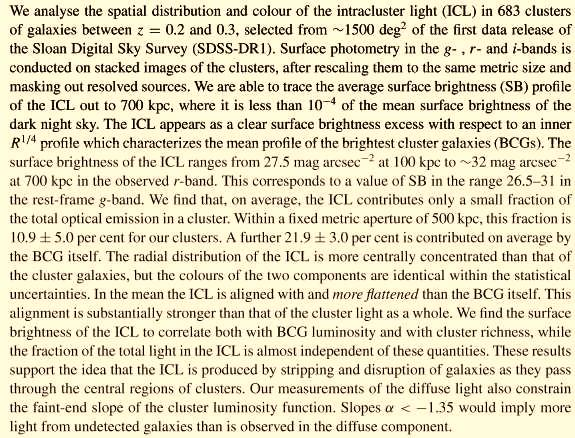 We analyse the spatial distribution and colour of the intracluster light (ICL) in 683 clusters
of galaxies between z = 0.2 and 0.3, selected from ∼1500 deg² of the first data release of
the Sloan Digital Sky Survey (SDSS-DR1). Surface photometry in the g- , r- and i-bands is
conducted on stacked images of the clusters, after rescaling them to the same metric size and
masking out resolved sources. We are able to trace the average surface brightness (SB) profile
of the ICL out to 700 kpc, where it is less than 10⁻⁴ of the mean surface brightness of the
dark night sky. The ICL appears as a clear surface brightness excess with respect to an inner
R^1/4 profile which characterizes the mean profile of the brightest cluster galaxies (BCGs). The
surface brightness of the ICL ranges from 27.5 mag arcsec⁻² at 100 kpc to ∼32 mag arcsec⁻²
at 700 kpc in the observed r-band. This corresponds to a value of SB in the range 26.5–31 in
the rest-frame g-band. We find that, on average, the ICL contributes only a small fraction of
the total optical emission in a cluster. Within a fixed metric aperture of 500 kpc, this fraction is
10.9 ± 5.0 per cent for our clusters. A further 21.9 ± 3.0 per cent is contributed on average by
the BCG itself. The radial distribution of the ICL is more centrally concentrated than that of
the cluster galaxies, but the colours of the two components are identical within the statistical
uncertainties. In the mean the ICL is aligned with and more flattened than the BCG itself. This
alignment is substantially stronger than that of the cluster light as a whole. We find the surface
brightness of the ICL to correlate both with BCG luminosity and with cluster richness, while
the fraction of the total light in the ICL is almost independent of these quantities. These results
support the idea that the ICL is produced by stripping and disruption of galaxies as they pass
through the central regions of clusters. Our measurements of the diffuse light also constrain
the faint-end slope of the cluster luminosity function. Slopes α < −1.35 would imply more
light from undetected galaxies than is observed in the diffuse component.